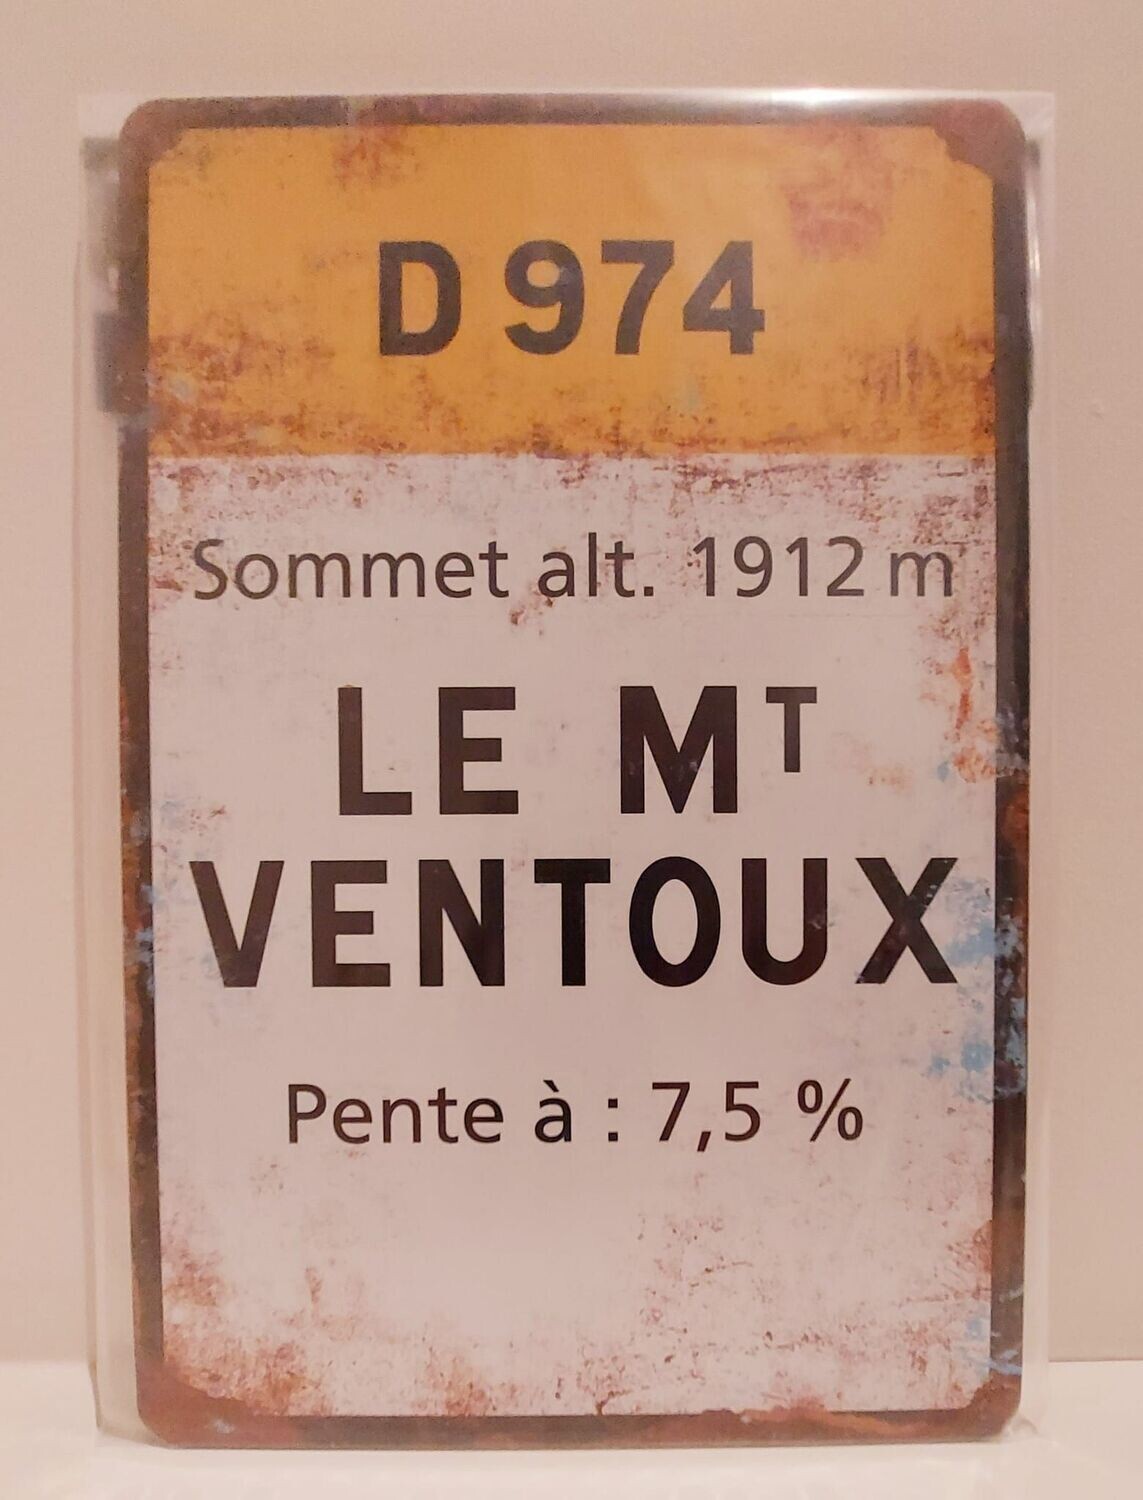 D 974
Sommet alt. 1912 m
LE MT
VENTOUX
Pente à : 7,5 %